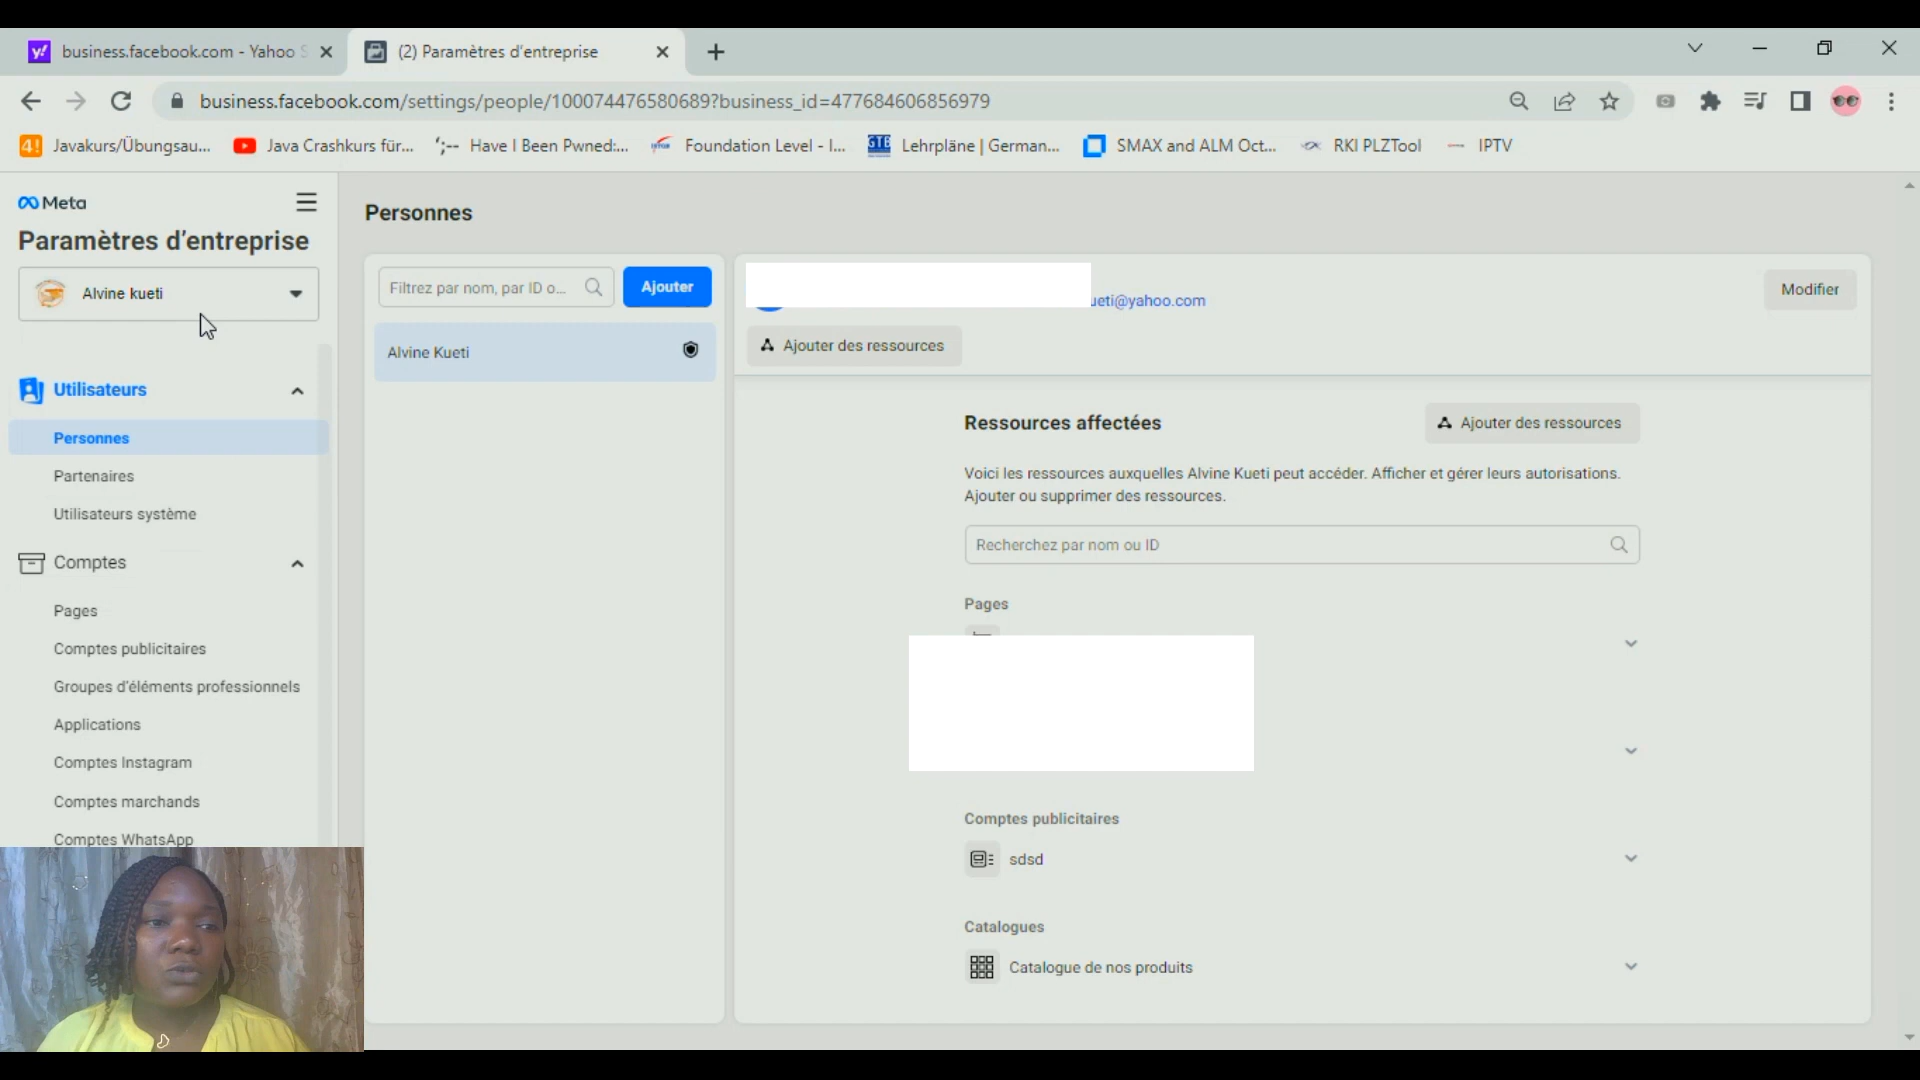 business.facebook.com - Yahoo S
(2) Paramètres d'entreprise
business.facebook.com/settings/people/100074476580689?business_id=477684606856979
Javakurs/Übungsau...
Java Crashkurs für...
';-- Have I Been Pwned:...
Foundation Level - I...
GTB Lehrpläne | German...
SMAX and ALM Oct...
RKI PLZTool
IPTV
Meta
Paramètres d'entreprise
Alvine kueti
Utilisateurs
Personnes
Partenaires
Utilisateurs système
Comptes
Pages
Comptes publicitaires
Groupes d'éléments professionnels
Applications
Comptes Instagram
Comptes marchands
Comptes WhatsApp
Personnes
Filtrez par nom, par ID o...
Ajouter
Alvine Kueti
ueti@yahoo.com
Modifier
Ajouter des ressources
Ressources affectées
Ajouter des ressources
Voici les ressources auxquelles Alvine Kueti peut accéder. Afficher et gérer leurs autorisations.
Ajouter ou supprimer des ressources.
Recherchez par nom ou ID
Pages
Comptes publicitaires
sdsd
Catalogues
Catalogue de nos produits